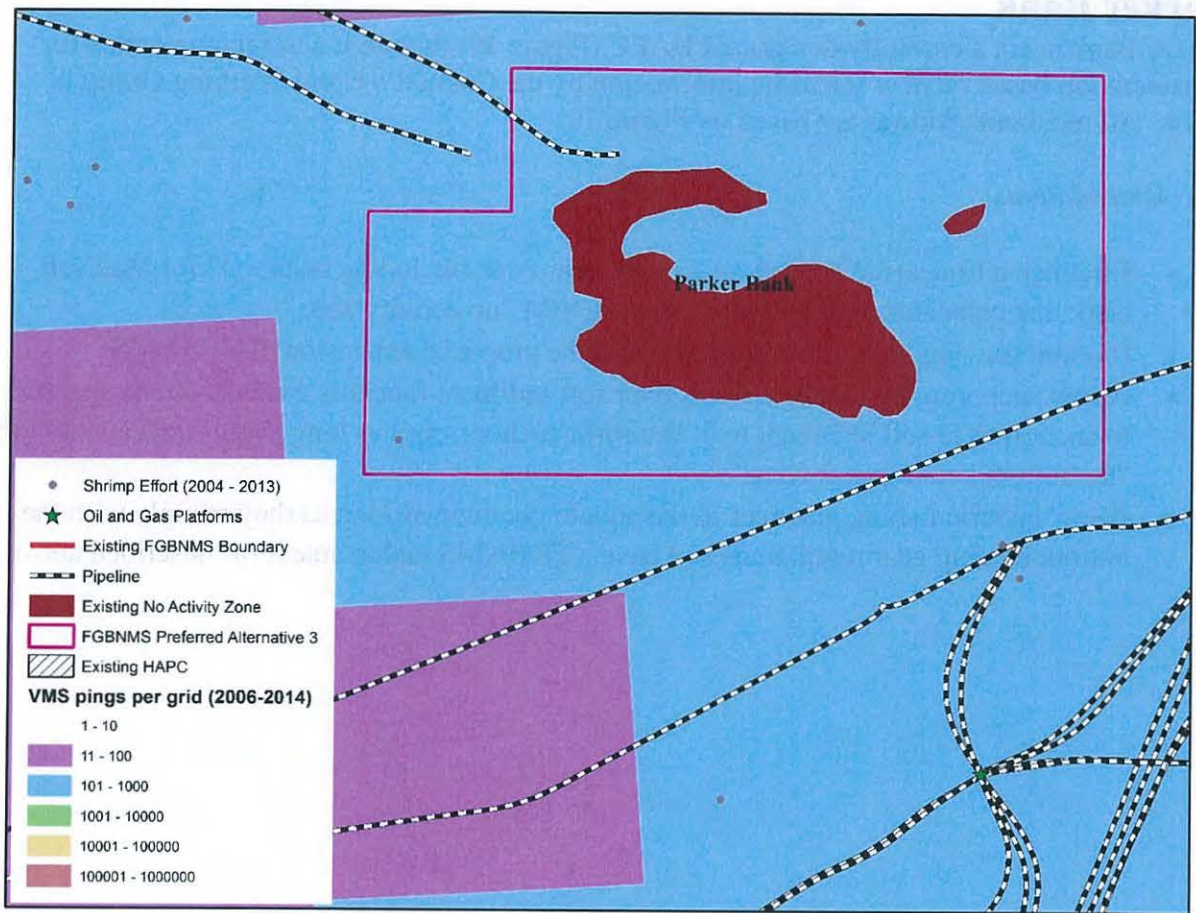 Parker Bank
Shrimp Effort (2004 - 2013)
Oil and Gas Platforms
Existing FGBNMS Boundary
Pipeline
Existing No Activity Zone
FGBNMS Preferred Alternative 3
Existing HAPC
VMS pings per grid (2006-2014)
1 - 10
11 - 100
101 - 1000
1001 - 10000
10001 - 100000
100001 - 1000000